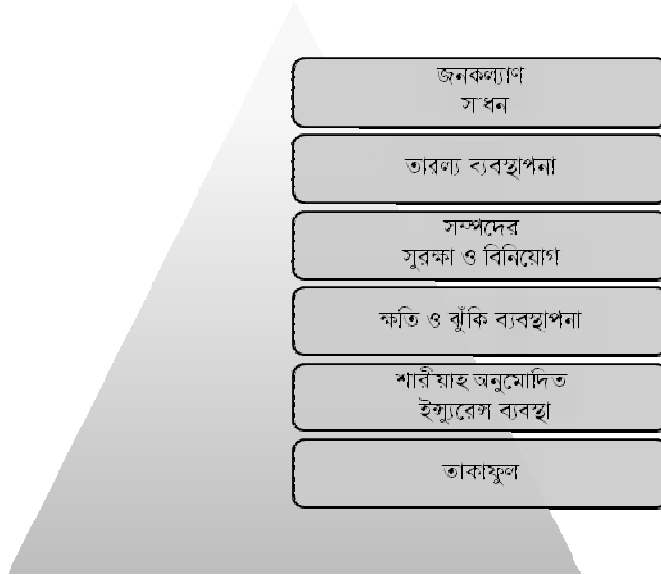 জনকল্যাণ
সাধন
তারল্য ব্যবস্থাপনা
সম্পদের
সুরক্ষা ও বিনিয়োগ
ক্ষতি ও ঝুঁকি ব্যবস্থাপনা
শারী‘য়াহ অনুমোদিত
ইন্স্যুরেন্স ব্যবস্থা
তাকাফুল